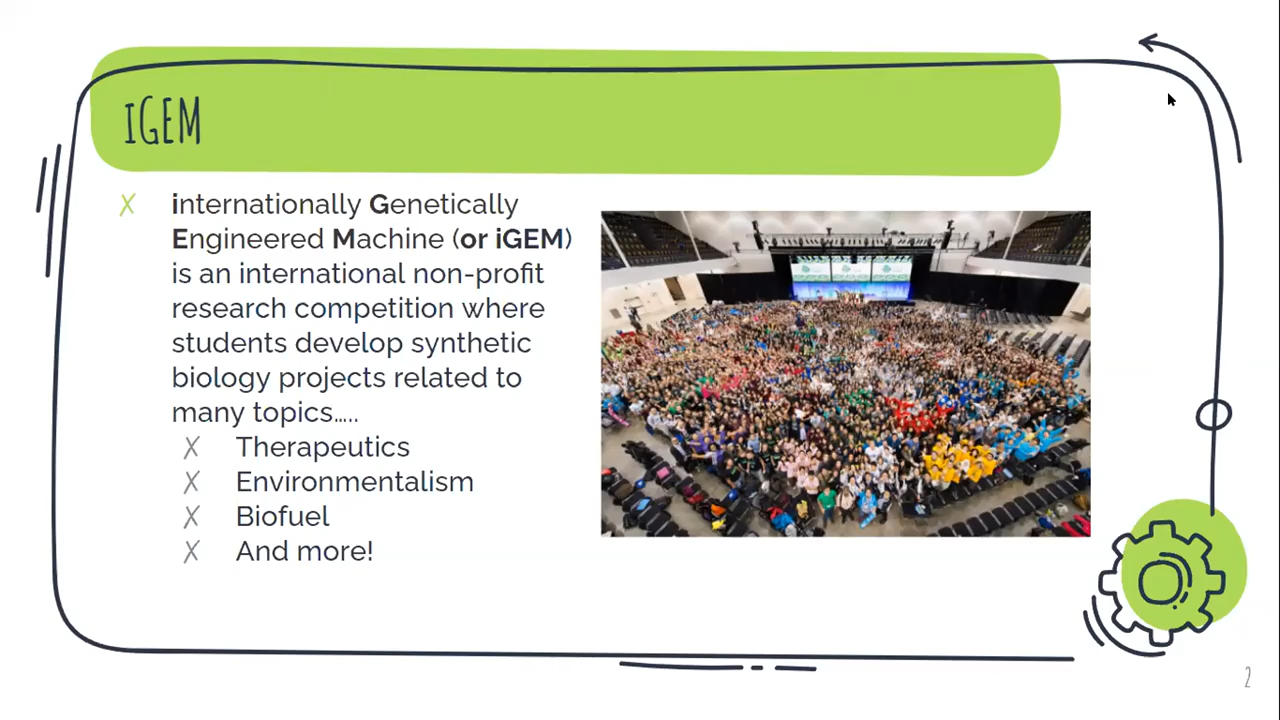 iGEM
internationally Genetically
Engineered Machine (or iGEM)
is an international non-profit
research competition where
students develop synthetic
biology projects related to
many topics.....
Therapeutics
Environmentalism
Biofuel
And more!
2